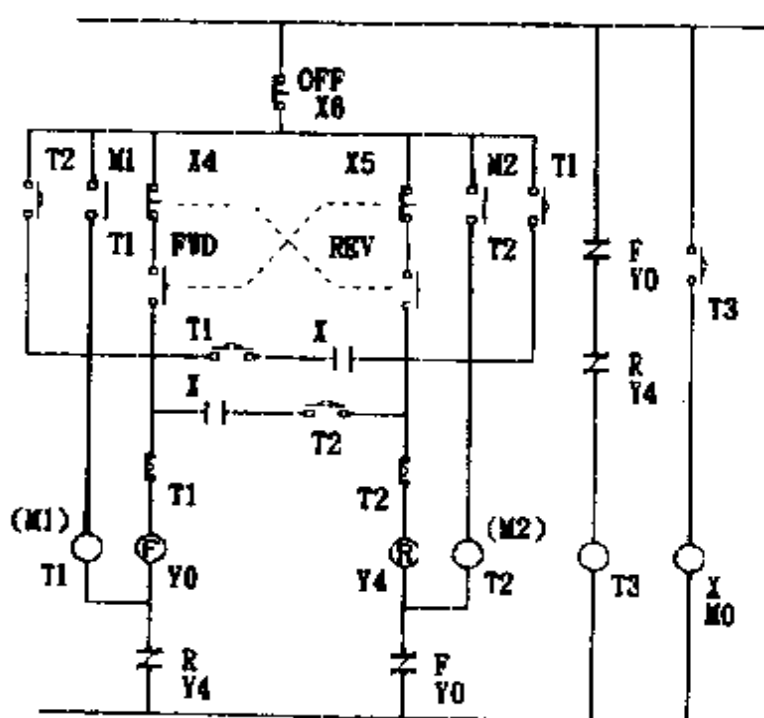 OFF
X6
T2
M1
X4
X5
M2
T1
T1
FWD
REV
T2
F
Y0
T3
T1
X
R
Y4
X
T2
T1
T2
(M1)
(M2)
F
R
T1
Y0
Y4
T2
T3
X
M0
R
Y4
F
Y0